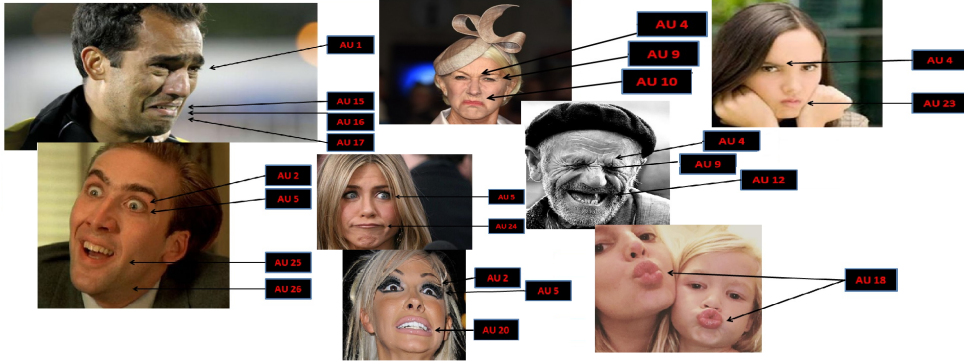 AU 1
AU 15
AU 16
AU 17
AU 4
AU 9
AU 10
AU 4
AU 23
AU 2
AU 5
AU 25
AU 26
AU 5
AU 24
AU 4
AU 9
AU 12
AU 2
AU 5
AU 20
AU 18